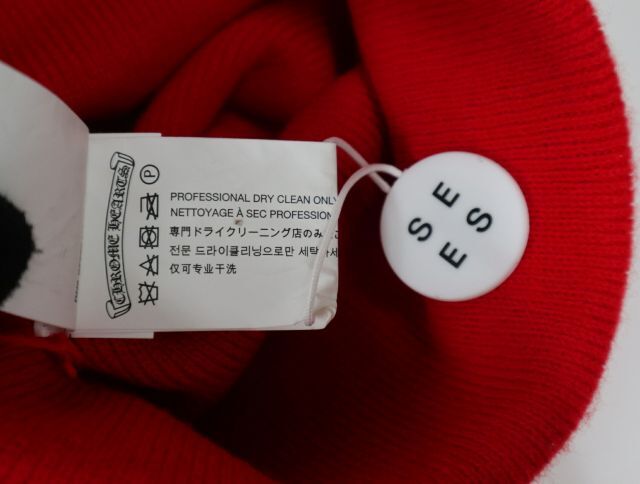 CHROME HEARTS
P
PROFESSIONAL DRY CLEAN ONLY
NETTOYAGE À SEC PROFESSION
専門ドライクリーニング店のみ
전문 드라이클리닝으로만
仅可专业干洗
S E
E S